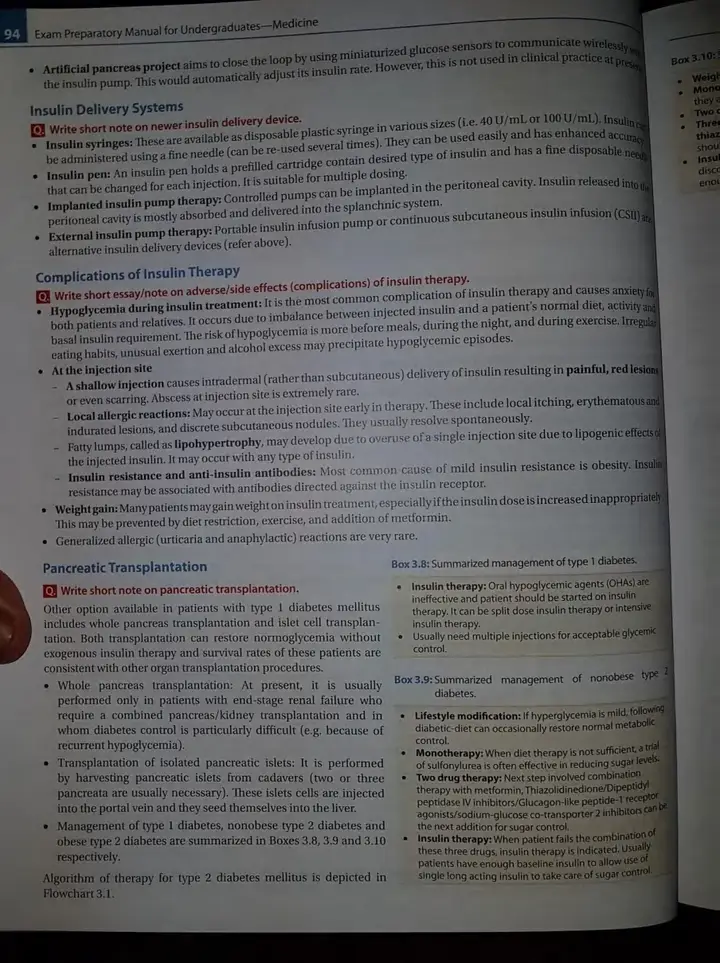 94
Exam Preparatory Manual for Undergraduates—Medicine
• Artificial pancreas project aims to close the loop by using miniaturized glucose sensors to communicate wirelessly
the insulin pump. This would automatically adjust its insulin rate. However, this is not used in clinical practice at
Insulin Delivery Systems
Q. Write short note on newer insulin delivery device.
• Insulin syringes: These are available as disposable plastic syringe in various sizes (i.e. 40 U/mL or 100 U/mL). Insulin
be administered using a fine needle (can be re-used several times). They can be used easily and has enhanced accuracy
• Insulin pen: An insulin pen holds a prefilled cartridge contain desired type of insulin and has a fine disposable
that can be changed for each injection. It is suitable for multiple dosing.
• Implanted insulin pump therapy: Controlled pumps can be implanted in the peritoneal cavity. Insulin released into
peritoneal cavity is mostly absorbed and delivered into the splanchnic system.
• External insulin pump therapy: Portable insulin infusion pump or continuous subcutaneous insulin infusion (CSII)
alternative insulin delivery devices (refer above).
Complications of Insulin Therapy
Q. Write short essay/note on adverse/side effects (complications) of insulin therapy.
• Hypoglycemia during insulin treatment: It is the most common complication of insulin therapy and causes anxiety
both patients and relatives. It occurs due to imbalance between injected insulin and a patient's normal diet, activity and
basal insulin requirement. The risk of hypoglycemia is more before meals, during the night, and during exercise. Irregular
eating habits, unusual exertion and alcohol excess may precipitate hypoglycemic episodes.
• At the injection site
– A shallow injection causes intradermal (rather than subcutaneous) delivery of insulin resulting in painful, red lesions
or even scarring. Abscess at injection site is extremely rare.
– Local allergic reactions: May occur at the injection site early in therapy. These include local itching, erythematous and
indurated lesions, and discrete subcutaneous nodules. They usually resolve spontaneously.
– Fatty lumps, called as lipohypertrophy, may develop due to overuse of a single injection site due to lipogenic effects of
the injected insulin. It may occur with any type of insulin.
– Insulin resistance and anti-insulin antibodies: Most common cause of mild insulin resistance is obesity. Insulin
resistance may be associated with antibodies directed against the insulin receptor.
• Weight gain: Many patients may gain weight on insulin treatment, especially if the insulin dose is increased inappropriately
This may be prevented by diet restriction, exercise, and addition of metformin.
• Generalized allergic (urticaria and anaphylactic) reactions are very rare.
Pancreatic Transplantation
Q. Write short note on pancreatic transplantation.
Other option available in patients with type 1 diabetes mellitus
includes whole pancreas transplantation and islet cell transplan-
tation. Both transplantation can restore normoglycemia without
exogenous insulin therapy and survival rates of these patients are
consistent with other organ transplantation procedures.
• Whole pancreas transplantation: At present, it is usually
performed only in patients with end-stage renal failure who
require a combined pancreas/kidney transplantation and in
whom diabetes control is particularly difficult (e.g. because of
recurrent hypoglycemia).
• Transplantation of isolated pancreatic islets: It is performed
by harvesting pancreatic islets from cadavers (two or three
pancreata are usually necessary). These islets cells are injected
into the portal vein and they seed themselves into the liver.
• Management of type 1 diabetes, nonobese type 2 diabetes and
obese type 2 diabetes are summarized in Boxes 3.8, 3.9 and 3.10
respectively.
Algorithm of therapy for type 2 diabetes mellitus is depicted in
Flowchart 3.1.
Box 3.8: Summarized management of type 1 diabetes.
• Insulin therapy: Oral hypoglycemic agents (OHAs) are
ineffective and patient should be started on insulin
therapy. It can be split dose insulin therapy or intensive
insulin therapy.
• Usually need multiple injections for acceptable glycemic
control.
Box 3.9: Summarized management of nonobese type 2
diabetes.
• Lifestyle modification: If hyperglycemia is mild, following
diabetic-diet can occasionally restore normal metabolic
control.
• Monotherapy: When diet therapy is not sufficient, a trial
of sulfonylurea is often effective in reducing sugar levels.
• Two drug therapy: Next step involved combination
therapy with metformin, Thiazolidinedione/Dipeptidyl
peptidase IV inhibitors/Glucagon-like peptide-1 receptor
agonists/sodium-glucose co-transporter 2 inhibitors can be
the next addition for sugar control.
• Insulin therapy: When patient fails the combination of
these three drugs, insulin therapy is indicated. Usually
patients have enough baseline insulin to allow use of
single long acting insulin to take care of sugar control.
Box 3.10:
• Weigh
• Mono
they
• Two
• Three
thiaz
shou
• Insul
disc
enou